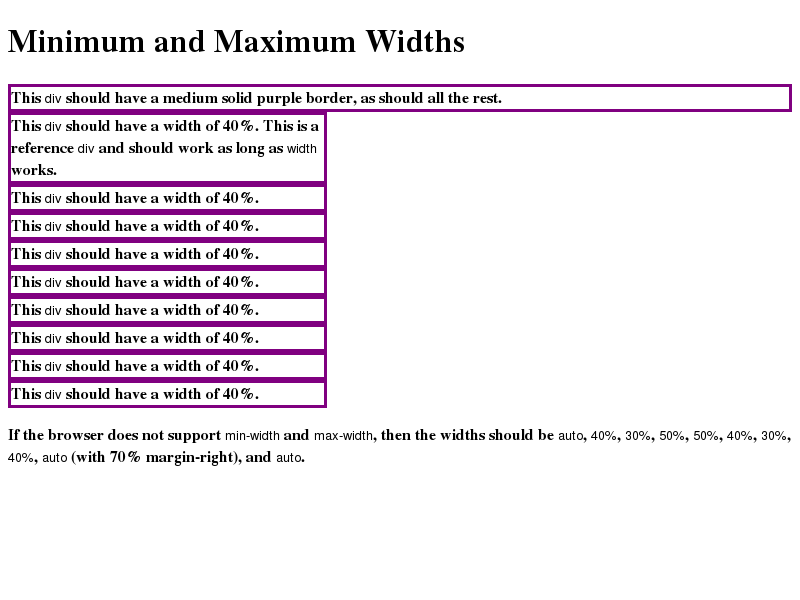 Minimum and Maximum Widths
This div should have a medium solid purple border, as should all the rest.
This div should have a width of 40%. This is a
reference div and should work as long as width
works.
This div should have a width of 40%.
This div should have a width of 40%.
This div should have a width of 40%.
This div should have a width of 40%.
This div should have a width of 40%.
This div should have a width of 40%.
This div should have a width of 40%.
This div should have a width of 40%.
If the browser does not support min-width and max-width, then the widths should be auto, 40%, 30%, 50%, 50%, 40%, 30%,
40%, auto (with 70% margin-right), and auto.